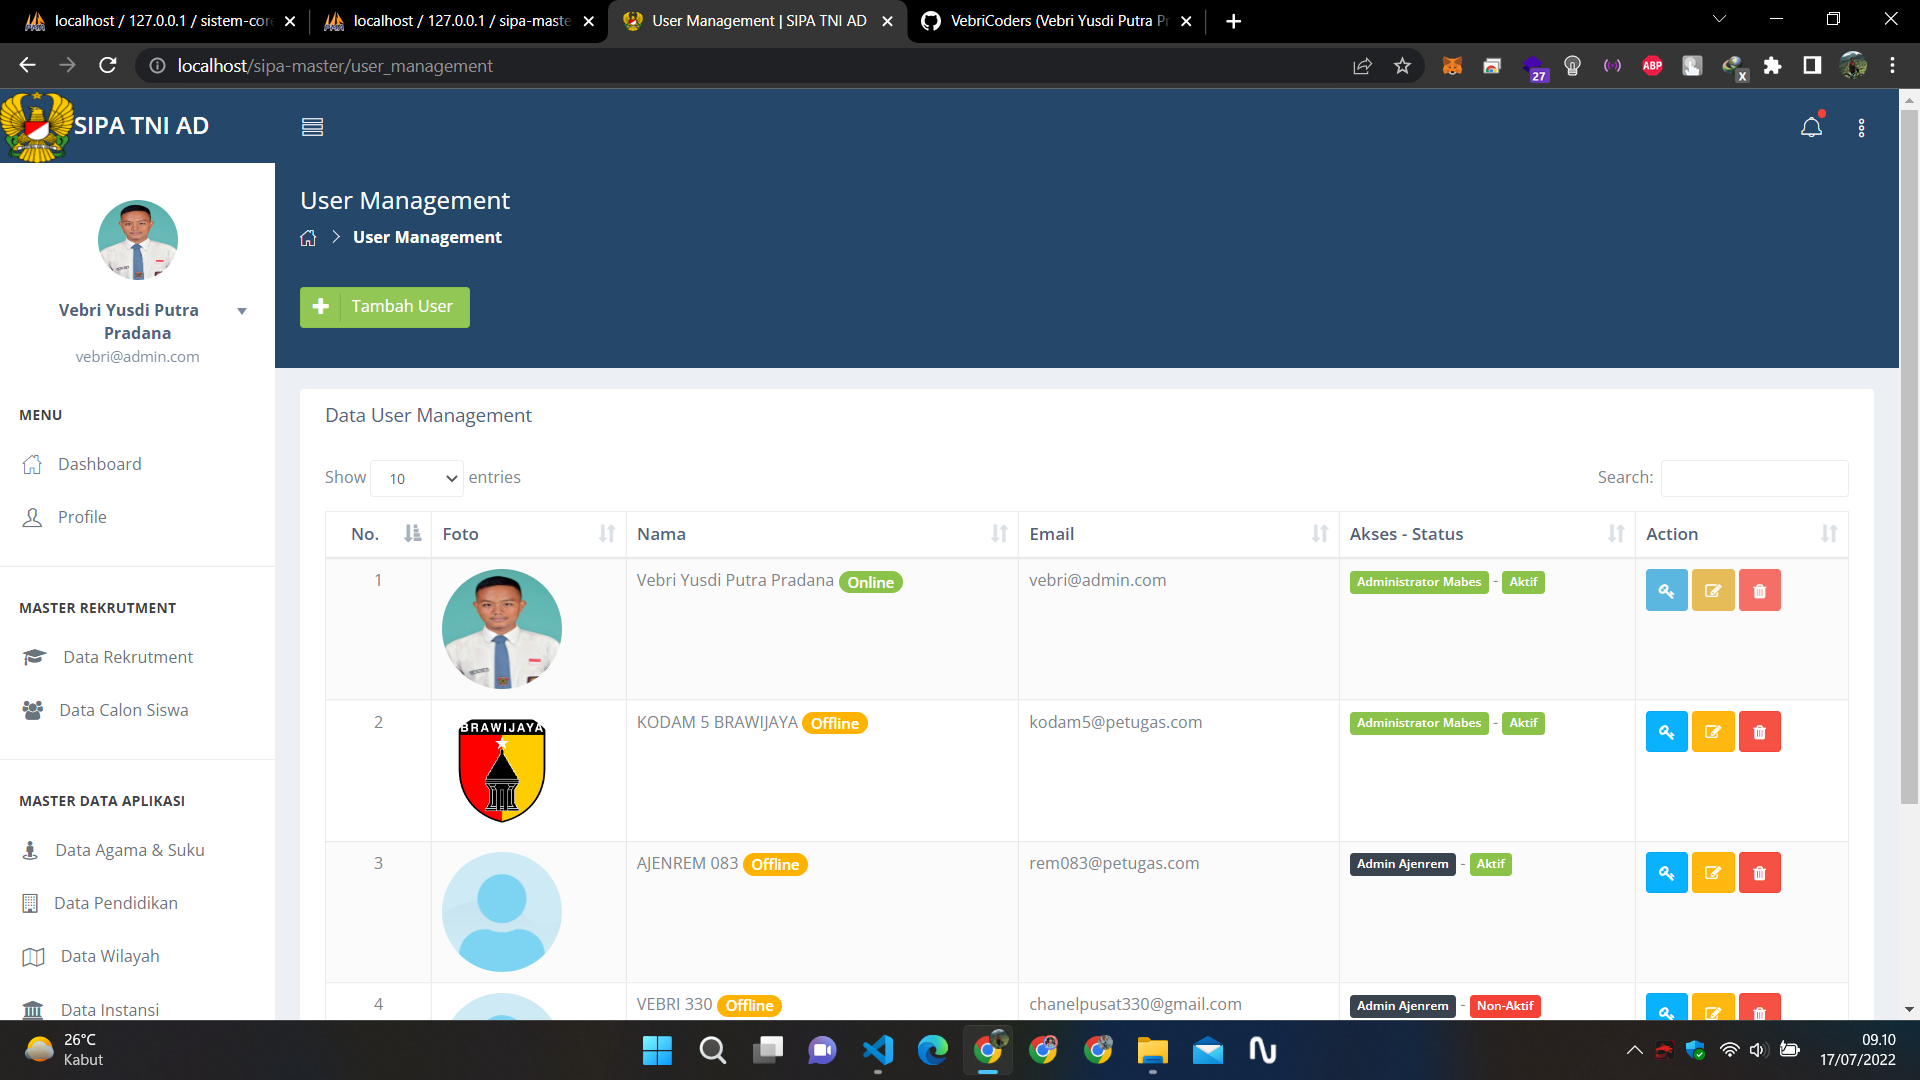 localhost / 127.0.0.1 / sistem-cor
localhost / 127.0.0.1 / sipa-maste
User Management | SIPA TNI AD
VebriCoders (Vebri Yusdi Putra Pr
localhost/sipa-master/user_management
27
ABP
X
SIPA TNI AD
Vebri Yusdi Putra
Pradana
vebri@admin.com
MENU
Dashboard
Profile
MASTER REKRUTMENT
Data Rekrutment
Data Calon Siswa
MASTER DATA APLIKASI
Data Agama & Suku
Data Pendidikan
Data Wilayah
Data Instansi
User Management
User Management
Tambah User
Data User Management
Show 10 entries
Search:
No. Foto Nama Email Akses - Status Action
1 Vebri Yusdi Putra Pradana Online vebri@admin.com Administrator Mabes - Aktif
2 BRAWIJAYA KODAM 5 BRAWIJAYA Offline kodam5@petugas.com Administrator Mabes - Aktif
3 AJENREM 083 Offline rem083@petugas.com Admin Ajenrem - Aktif
4 VEBRI 330 Offline chanelpusat330@gmail.com Admin Ajenrem - Non-Aktif
26°C
Kabut
09.10
17/07/2022